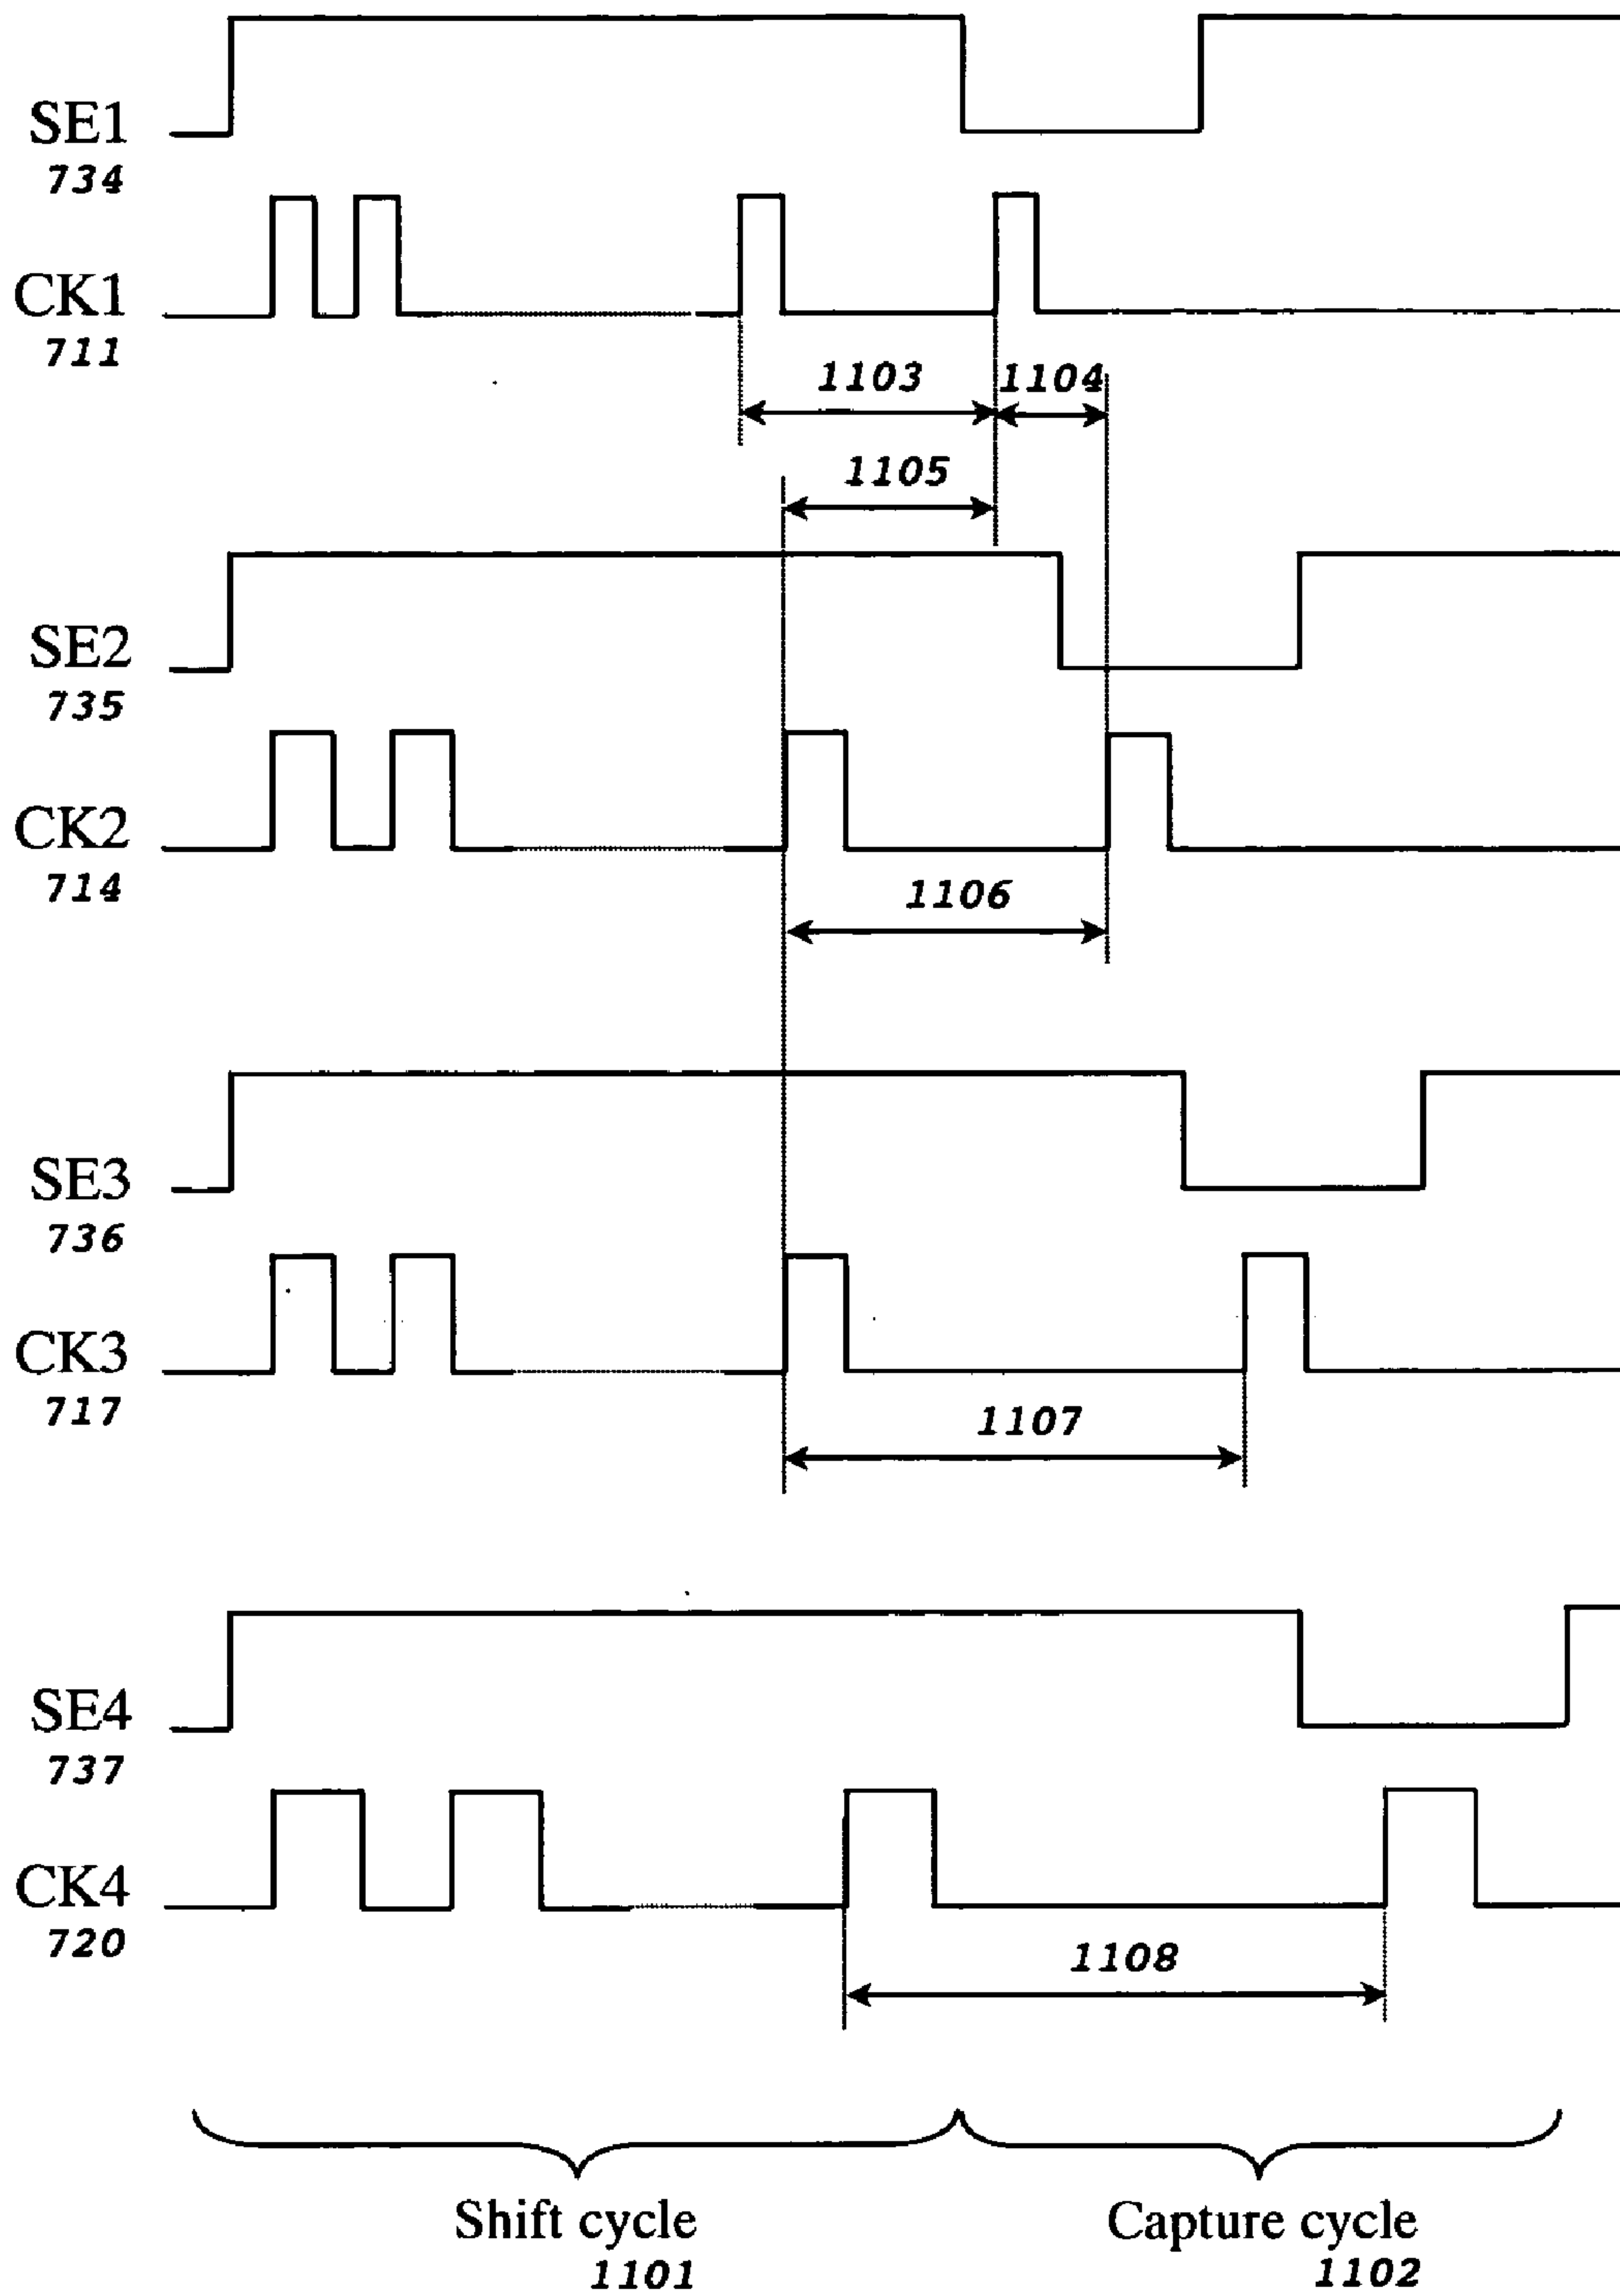 SE1
734
CK1
711
1103
1104
1105
SE2
735
CK2
714
1106
SE3
736
CK3
717
1107
SE4
737
CK4
720
1108
Shift cycle
1101
Capture cycle
1102